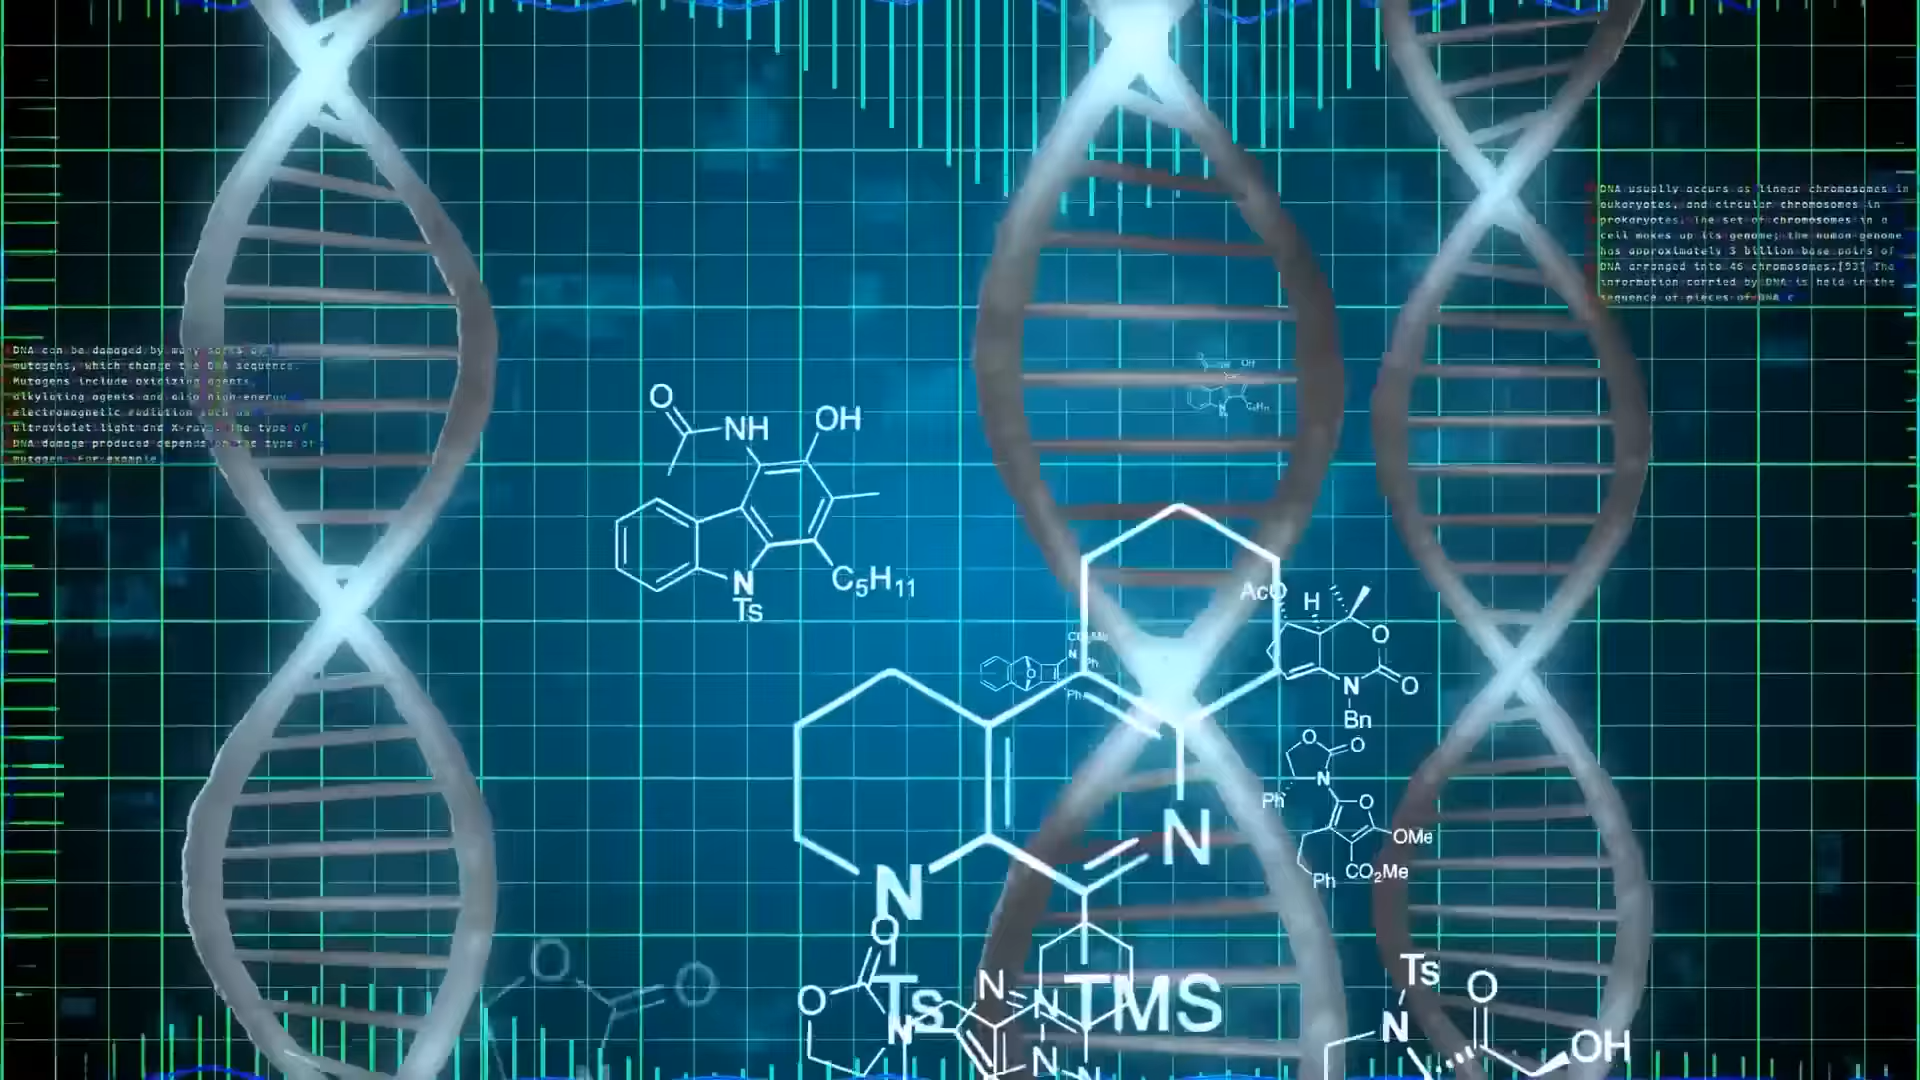 DNA usually occurs as linear chromosomes in
eukaryotes, and circular chromosomes in
prokaryotes. The set of chromosomes in a
cell makes up its genome; the human genome
has approximately 3 billion base pairs of
DNA arranged into 46 chromosomes.[93] The
information carried by DNA is held in the
sequence of pieces of DNA c
DNA can be damaged by many sorts of
mutagens, which change the DNA sequence.
Mutagens include oxidizing agents,
alkylating agents and also high-energy
electromagnetic radiation such as
ultraviolet light and X-rays. The type of
DNA damage produced depends on the type of
mutagen. For example
O
NH
OH
N
Ts
C5H11
OH
AcO
H
O
O
N
Bn
N
Ph
O
Ph
O
O
N
Ph
O
OMe
CO2Me
Ph
N
N
Ts
TMS
O
O
N
N
N
N
N
O
O
Ts
N
O
OH